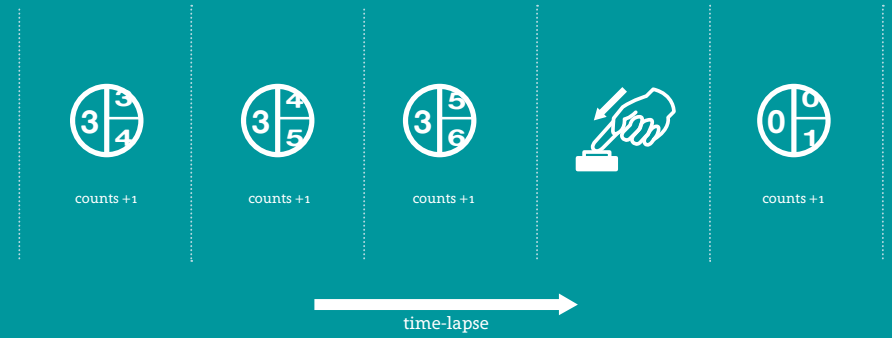 3 3 4
3 4 5
3 5 6
0 0 1
counts +1
counts +1
counts +1
counts +1
time-lapse